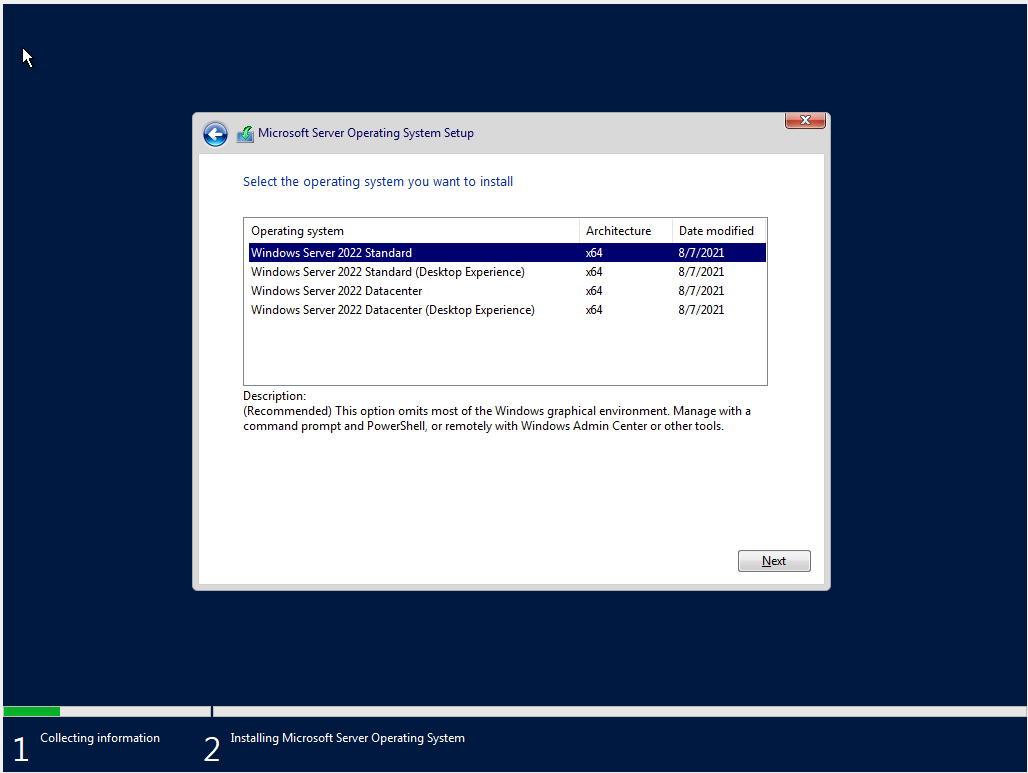 Microsoft Server Operating System Setup
Select the operating system you want to install
Operating system Architecture Date modified
Windows Server 2022 Standard x64 8/7/2021
Windows Server 2022 Standard (Desktop Experience) x64 8/7/2021
Windows Server 2022 Datacenter x64 8/7/2021
Windows Server 2022 Datacenter (Desktop Experience) x64 8/7/2021
Description:
(Recommended) This option omits most of the Windows graphical environment. Manage with a
command prompt and PowerShell, or remotely with Windows Admin Center or other tools.
Next
1 Collecting information 2 Installing Microsoft Server Operating System